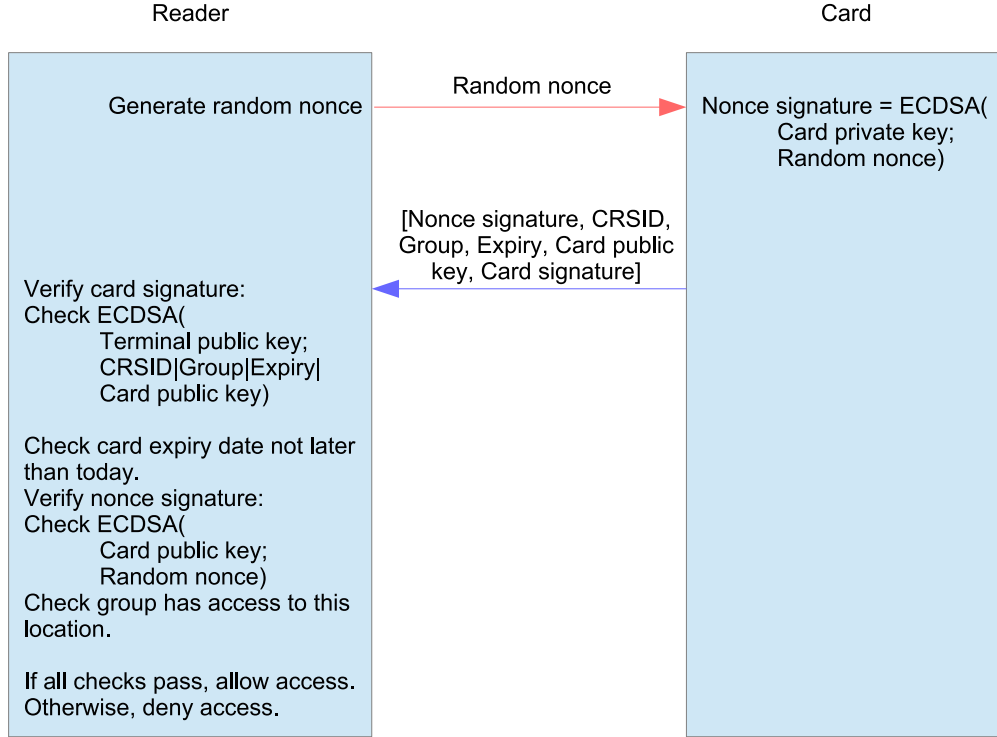 Reader
Card
Generate random nonce
Random nonce
Nonce signature = ECDSA(
Card private key;
Random nonce)
[Nonce signature, CRSID,
Group, Expiry, Card public
key, Card signature]
Verify card signature:
Check ECDSA(
Terminal public key;
CRSID|Group|Expiry|
Card public key)
Check card expiry date not later
than today.
Verify nonce signature:
Check ECDSA(
Card public key;
Random nonce)
Check group has access to this
location.
If all checks pass, allow access.
Otherwise, deny access.